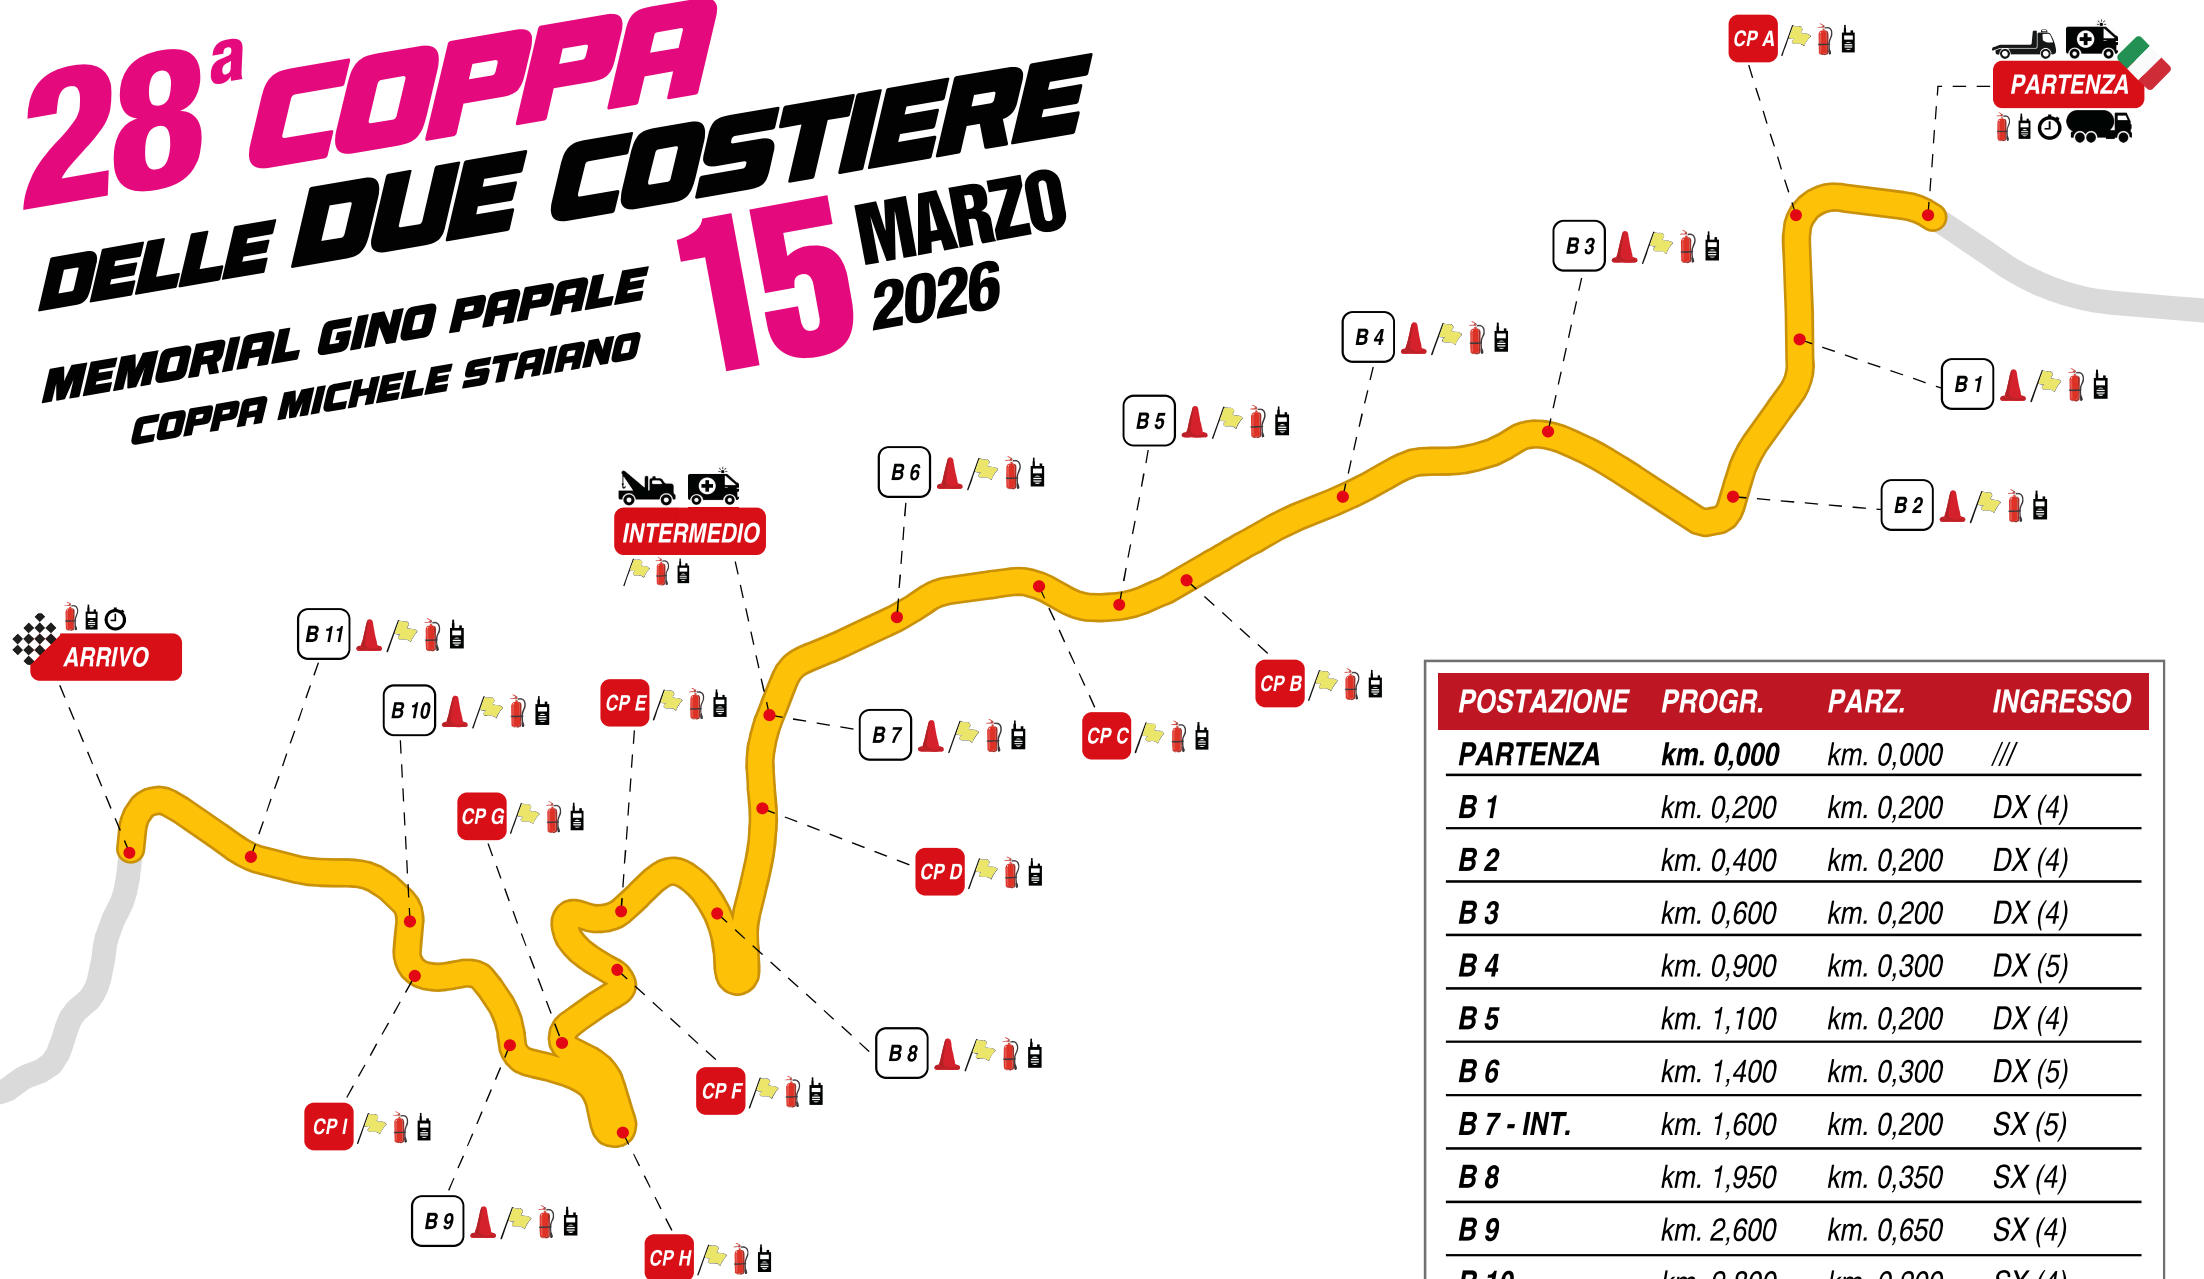 28ª COPPA
DELLE DUE COSTIERE
MEMORIAL GINO PAPALE
COPPA MICHELE STAIANO
15 MARZO
2026
CP A
PARTENZA
B 3
B 4
B 1
B 5
B 6
B 2
INTERMEDIO
ARRIVO
B 11
B 10
CP E
B 7
CP C
CP B
CP G
CP D
B 8
CP F
CP I
B 9
CP H
POSTAZIONE PROGR. PARZ. INGRESSO
PARTENZA km. 0,000 km. 0,000 ///
B 1 km. 0,200 km. 0,200 DX (4)
B 2 km. 0,400 km. 0,200 DX (4)
B 3 km. 0,600 km. 0,200 DX (4)
B 4 km. 0,900 km. 0,300 DX (5)
B 5 km. 1,100 km. 0,200 DX (4)
B 6 km. 1,400 km. 0,300 DX (5)
B 7 - INT. km. 1,600 km. 0,200 SX (5)
B 8 km. 1,950 km. 0,350 SX (4)
B 9 km. 2,600 km. 0,650 SX (4)